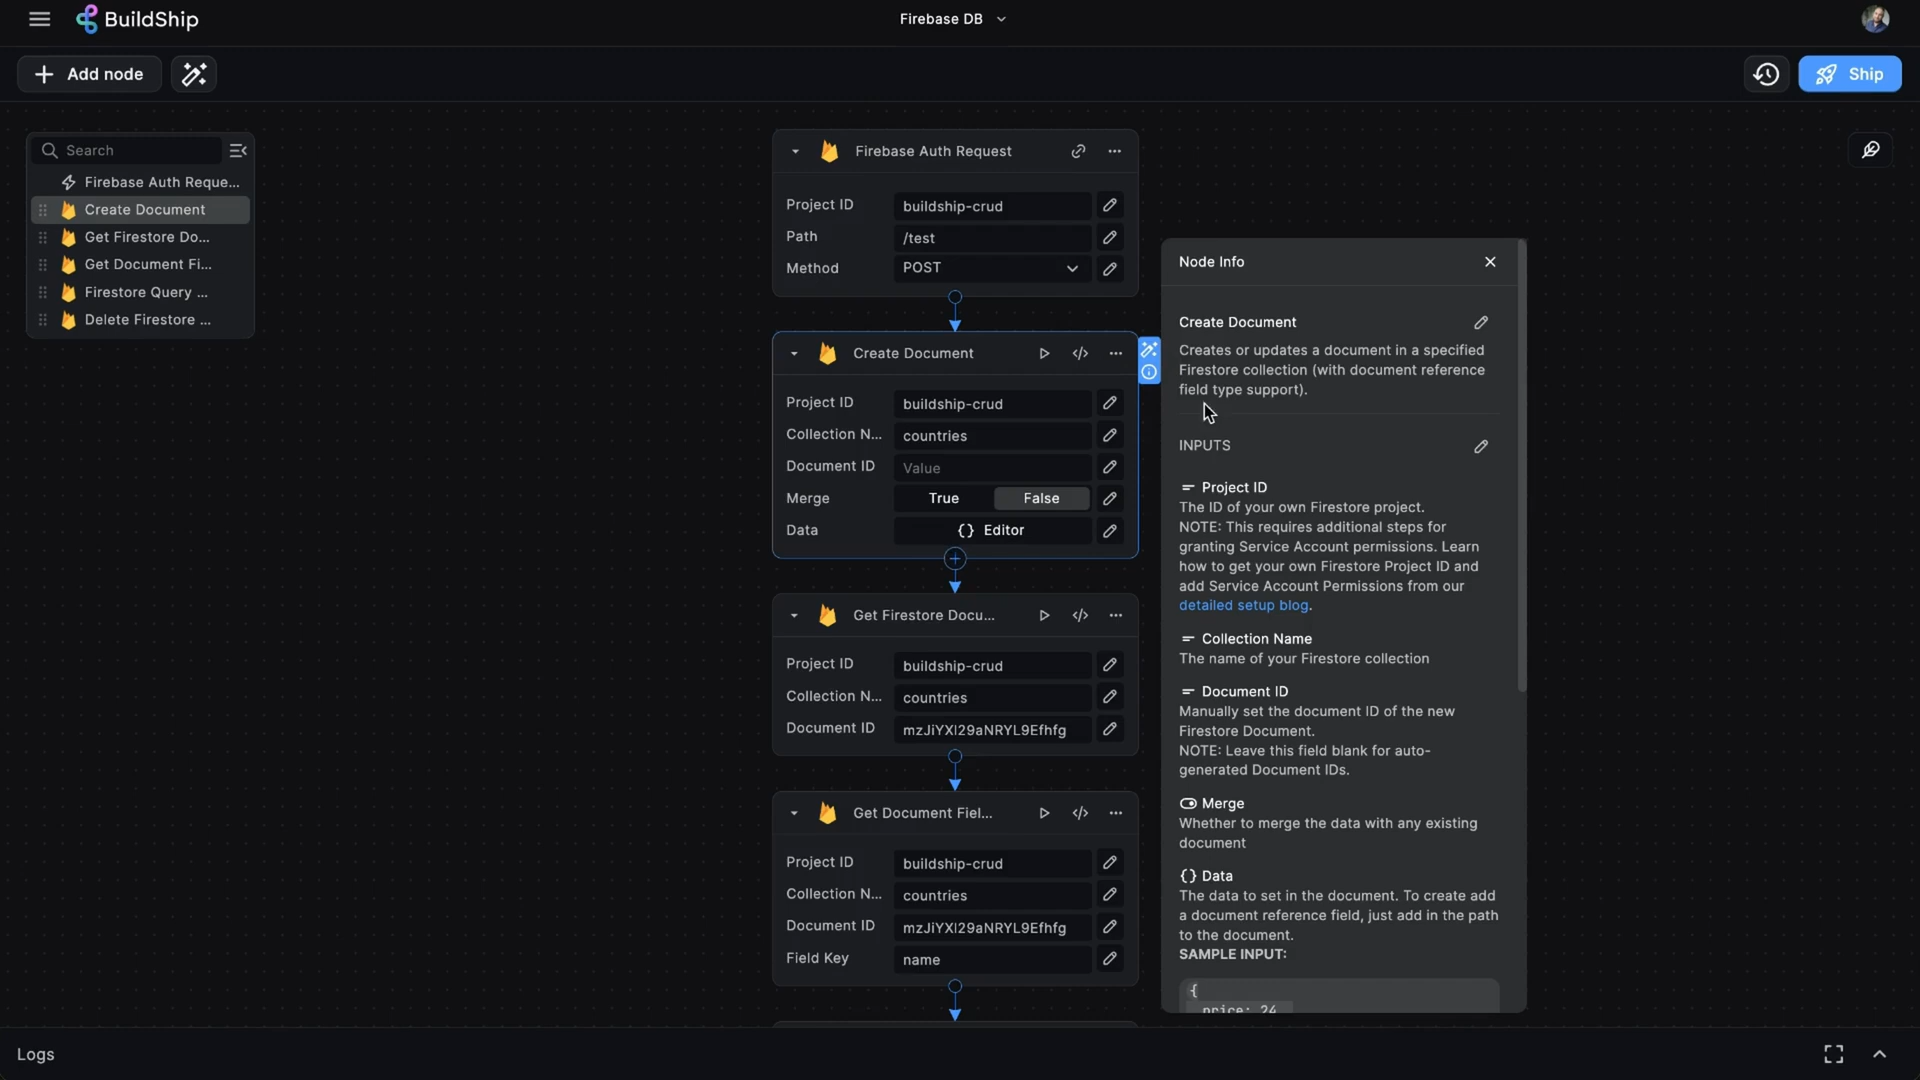 BuildShip
Firebase DB
Add node
Ship
Search
Firebase Auth Reque...
Create Document
Get Firestore Do...
Get Document Fi...
Firestore Query ...
Delete Firestore ...
Firebase Auth Request
Project ID buildship-crud
Path /test
Method POST
Create Document
Project ID buildship-crud
Collection N... countries
Document ID Value
Merge True False
Data {} Editor
Get Firestore Docu...
Project ID buildship-crud
Collection N... countries
Document ID mzJiYXI29aNRYL9Efhfg
Get Document Fiel...
Project ID buildship-crud
Collection N... countries
Document ID mzJiYXI29aNRYL9Efhfg
Field Key name
Node Info
Create Document
Creates or updates a document in a specified
Firestore collection (with document reference
field type support).
INPUTS
Project ID
The ID of your own Firestore project.
NOTE: This requires additional steps for
granting Service Account permissions. Learn
how to get your own Firestore Project ID and
add Service Account Permissions from our
detailed setup blog.
Collection Name
The name of your Firestore collection
Document ID
Manually set the document ID of the new
Firestore Document.
NOTE: Leave this field blank for auto-
generated Document IDs.
Merge
Whether to merge the data with any existing
document
{} Data
The data to set in the document. To create add
a document reference field, just add in the path
to the document.
SAMPLE INPUT:
{
price: 24
Logs